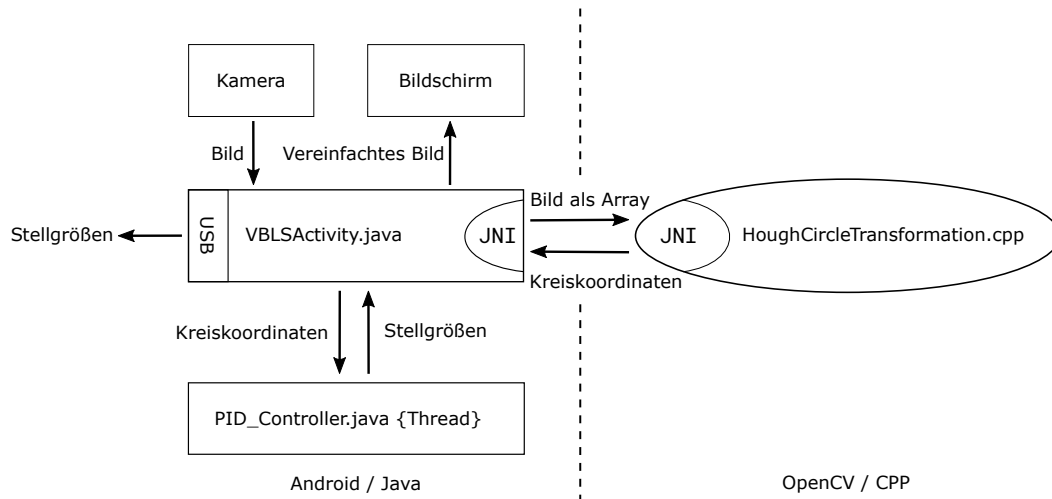 Kamera
Bildschirm
Bild
Vereinfachtes Bild
Bild als Array
Stellgrößen
USB
VBLSActivity.java
JNI
JNI
HoughCircleTransformation.cpp
Kreiskoordinaten
Kreiskoordinaten
Stellgrößen
PID_Controller.java {Thread}
Android / Java
OpenCV / CPP